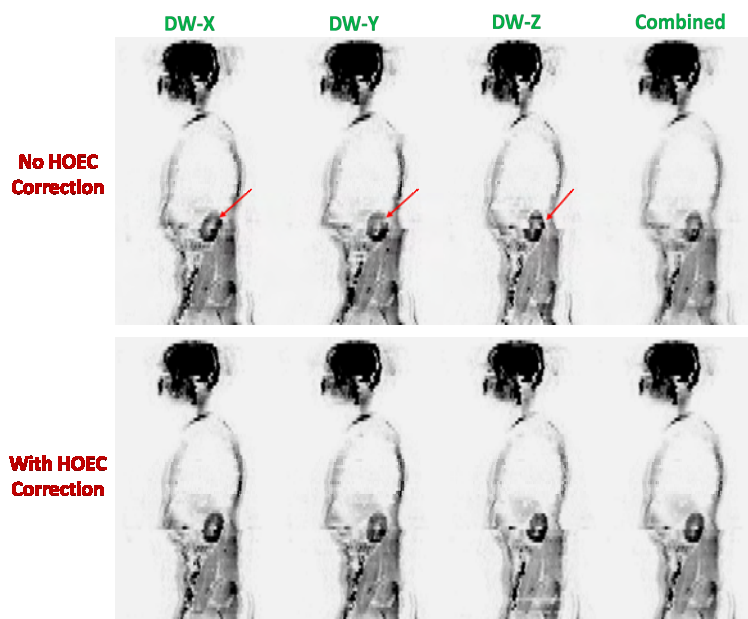 DW-X DW-Y DW-Z Combined
No HOEC
Correction
With HOEC
Correction